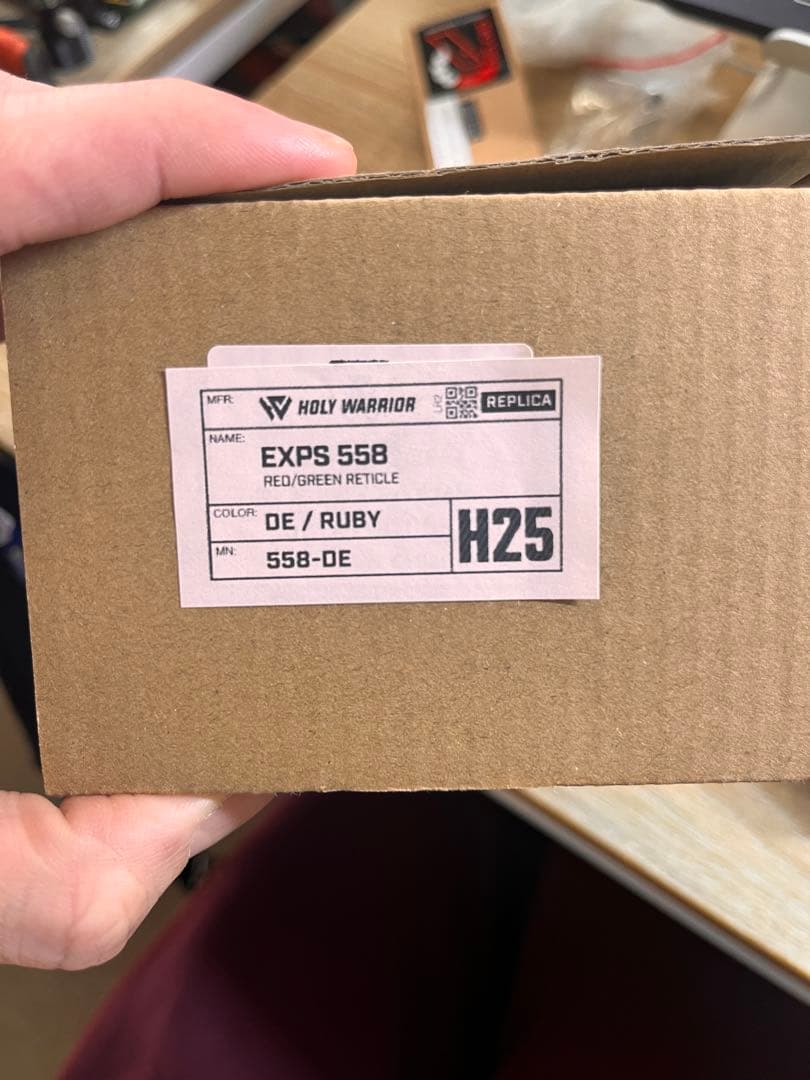 MFR: HOLY WARRIOR REPLICA
NAME:
EXPS 558
RED/GREEN RETICLE
COLOR: DE / RUBY
MN: 558-DE
H25